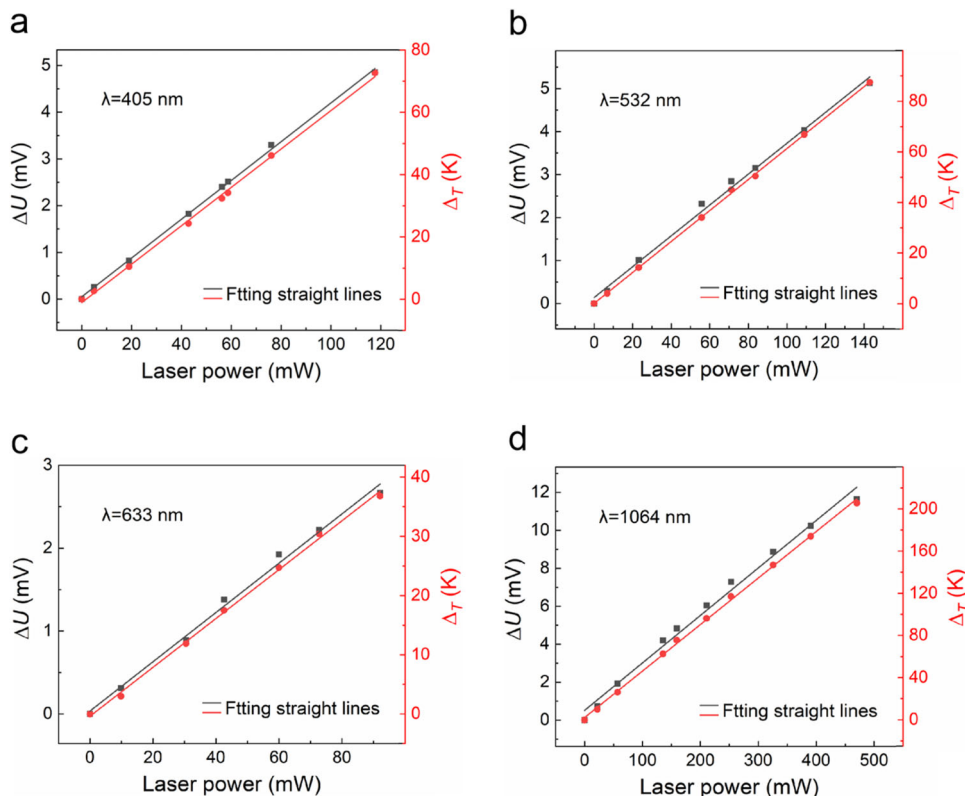 a
5
4
3
2
1
0
ΔU (mV)
λ=405 nm
Ftting straight lines
80
60
40
20
0
ΔT (K)
0 20 40 60 80 100 120
Laser power (mW)
b
5
4
3
2
1
0
ΔU (mV)
λ=532 nm
Ftting straight lines
80
60
40
20
0
ΔT (K)
0 20 40 60 80 100 120 140
Laser power (mW)
c
3
2
1
0
ΔU (mV)
λ=633 nm
Ftting straight lines
40
30
20
10
0
ΔT (K)
0 20 40 60 80
Laser power (mW)
d
12
10
8
6
4
2
0
ΔU (mV)
λ=1064 nm
Ftting straight lines
200
160
120
80
40
0
ΔT (K)
0 100 200 300 400 500
Laser power (mW)